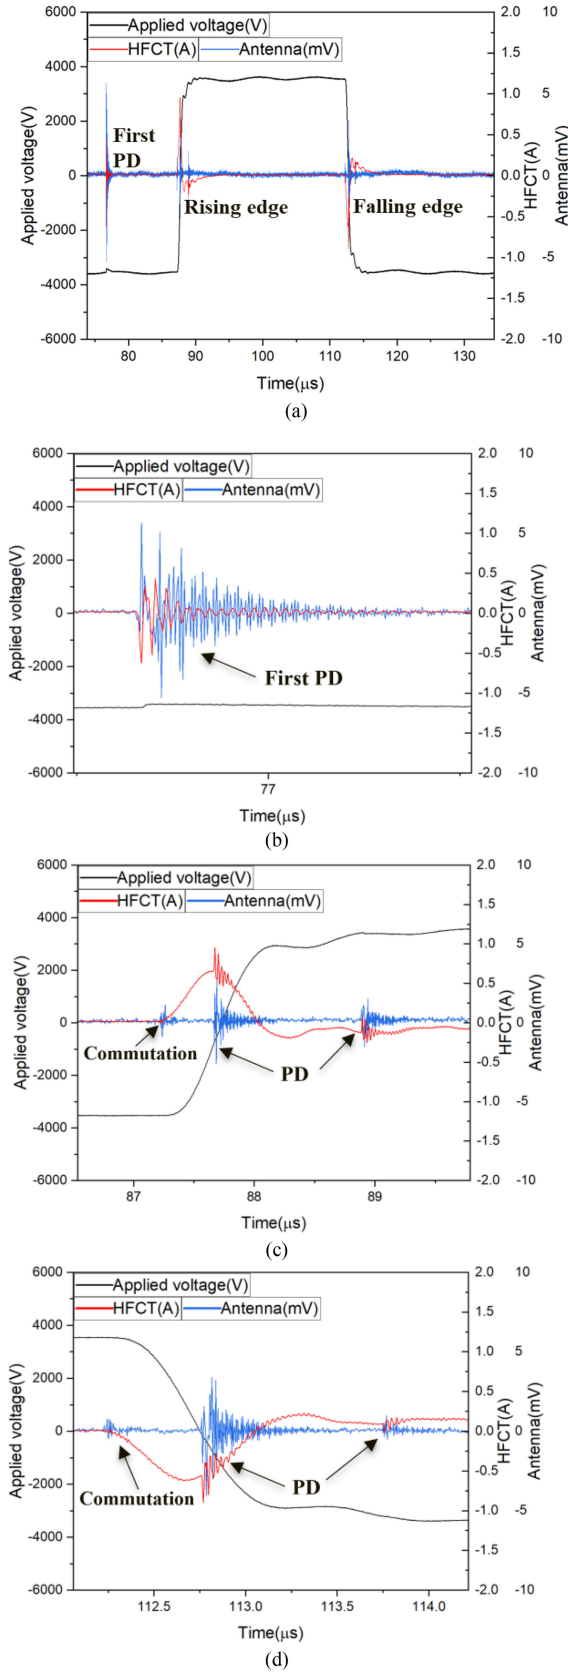 6000
4000
2000
0
-2000
-4000
-6000
Applied voltage(V)
Applied voltage(V)
HFCT(A)
Antenna(mV)
First
PD
Rising edge
Falling edge
2.0
1.5
1.0
0.5
0.0
-0.5
-1.0
-1.5
-2.0
HFCT(A)
10
5
0
-5
-10
Antenna(mV)
80
90
100
110
120
130
Time(μs)
(a)
6000
4000
2000
0
-2000
-4000
-6000
Applied voltage(V)
Applied voltage(V)
HFCT(A)
Antenna(mV)
First PD
2.0
1.5
1.0
0.5
0.0
-0.5
-1.0
-1.5
-2.0
HFCT(A)
10
5
0
-5
-10
Antenna(mV)
77
Time(μs)
(b)
6000
4000
2000
0
-2000
-4000
-6000
Applied voltage(V)
Applied voltage(V)
HFCT(A)
Antenna(mV)
Commutation
PD
2.0
1.5
1.0
0.5
0.0
-0.5
-1.0
-1.5
-2.0
HFCT(A)
10
5
0
-5
-10
Antenna(mV)
87
88
89
Time(μs)
(c)
6000
4000
2000
0
-2000
-4000
-6000
Applied voltage(V)
Applied voltage(V)
HFCT(A)
Antenna(mV)
Commutation
PD
2.0
1.5
1.0
0.5
0.0
-0.5
-1.0
-1.5
-2.0
HFCT(A)
10
5
0
-5
-10
Antenna(mV)
112.5
113.0
113.5
114.0
Time(μs)
(d)